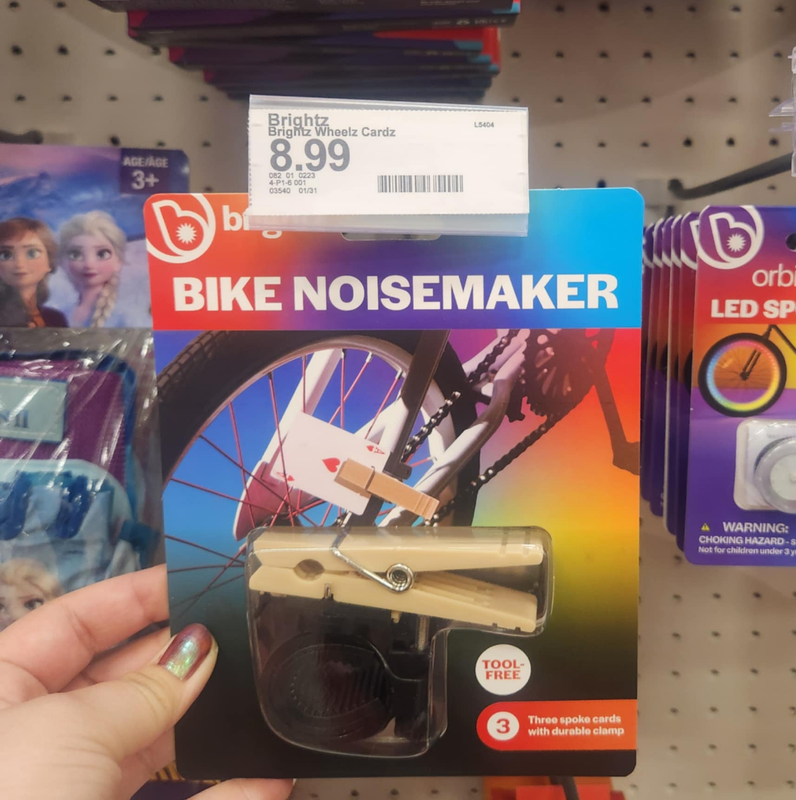 AGE/ÂGE
3+
Brightz
Brightz Wheelz Cardz
L5404
8.99
082 01 0223
4-P1-6 001
03540 01/31
b
BIKE NOISEMAKER
A
TOOL-
FREE
3
Three spoke cards
with durable clamp
b
orbi
LED SP
WARNING:
CHOKING HAZARD - S
Not for children under 3 y